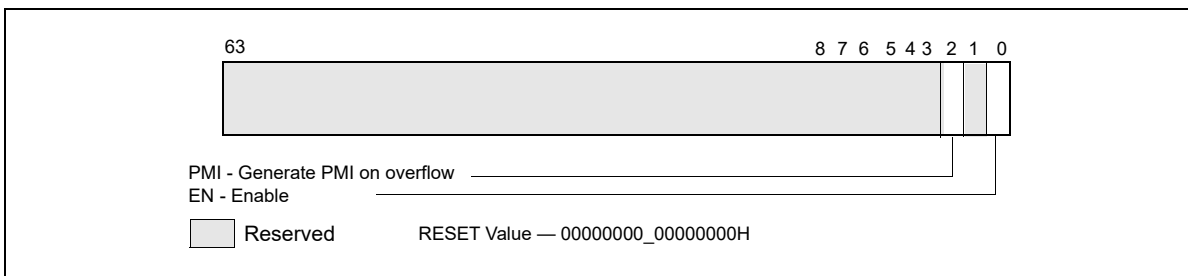 63 8 7 6 5 4 3 2 1 0
PMI - Generate PMI on overflow
EN - Enable
Reserved RESET Value — 00000000_00000000H